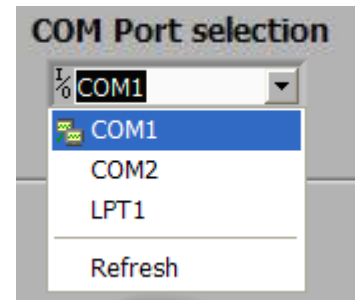 COM Port selection
I/O COM1
COM1
COM2
LPT1
Refresh